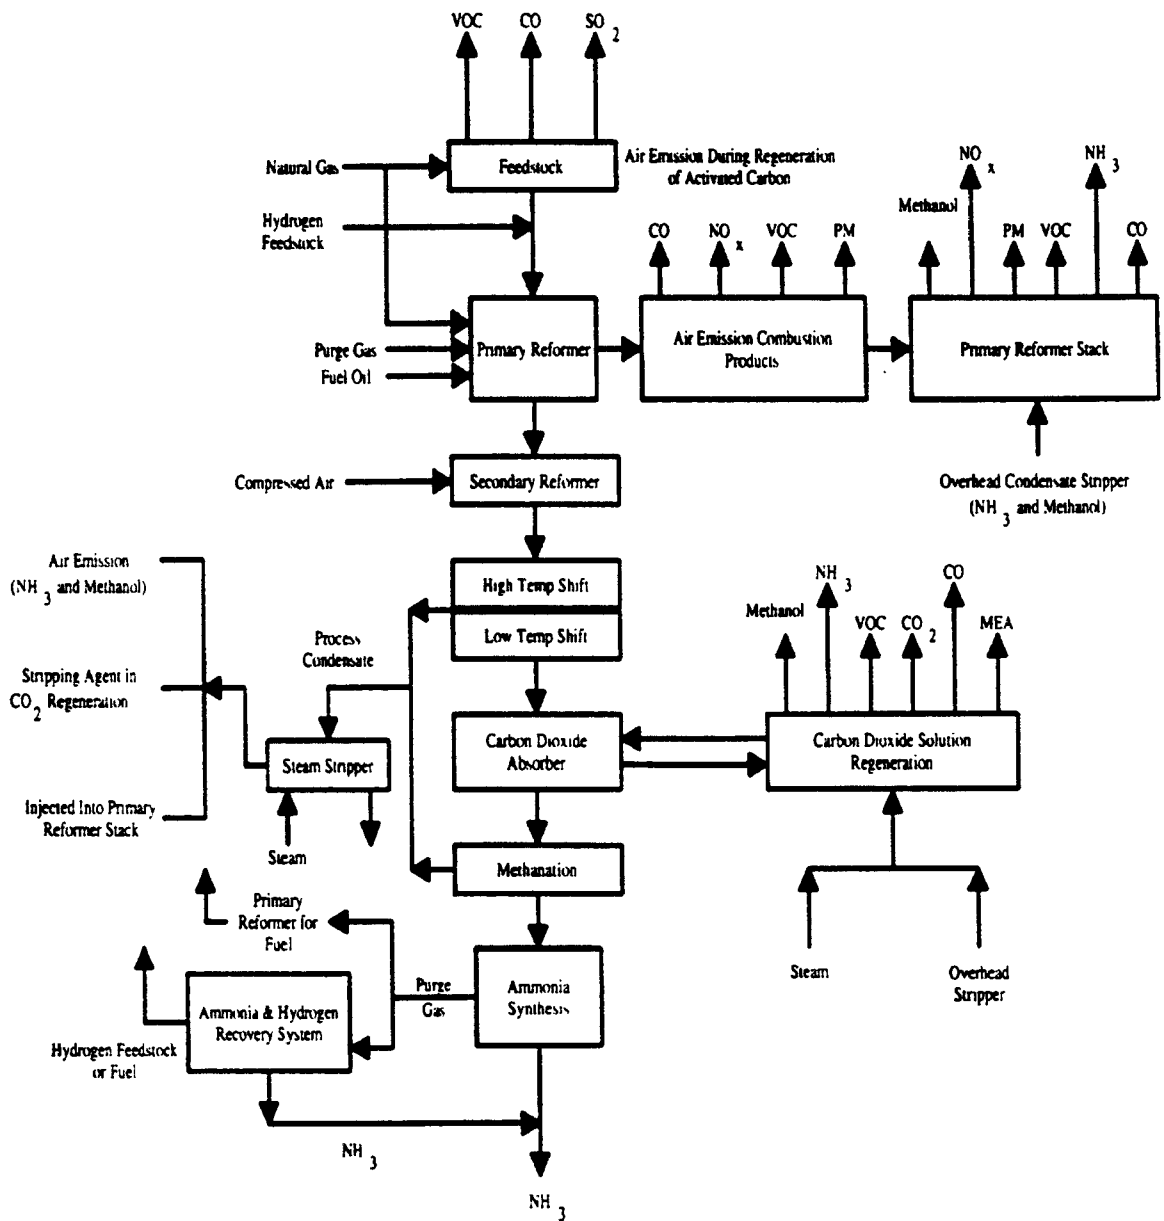 VOC
CO
SO 2
Natural Gas
Feedstock
Air Emission During Regeneration
of Activated Carbon
Hydrogen
Feedstock
CO
NO x
VOC
PM
Methanol
NO x
PM
VOC
NH 3
CO
Purge Gas
Fuel Oil
Primary Reformer
Air Emission Combustion
Products
Primary Reformer Stack
Compressed Air
Secondary Reformer
Overhead Condensate Stripper
(NH 3 and Methanol)
Air Emission
(NH 3 and Methanol)
High Temp Shift
Low Temp Shift
Process
Condensate
Methanol
NH 3
VOC
CO 2
CO
MEA
Stripping Agent in
CO 2 Regeneration
Steam Stripper
Carbon Dioxide
Absorber
Carbon Dioxide Solution
Regeneration
Injected Into Primary
Reformer Stack
Steam
Methanation
Primary
Reformer for
Fuel
Steam
Overhead
Stripper
Purge
Gas
Ammonia
Synthesis
Ammonia & Hydrogen
Recovery System
Hydrogen Feedstock
or Fuel
NH 3
NH 3